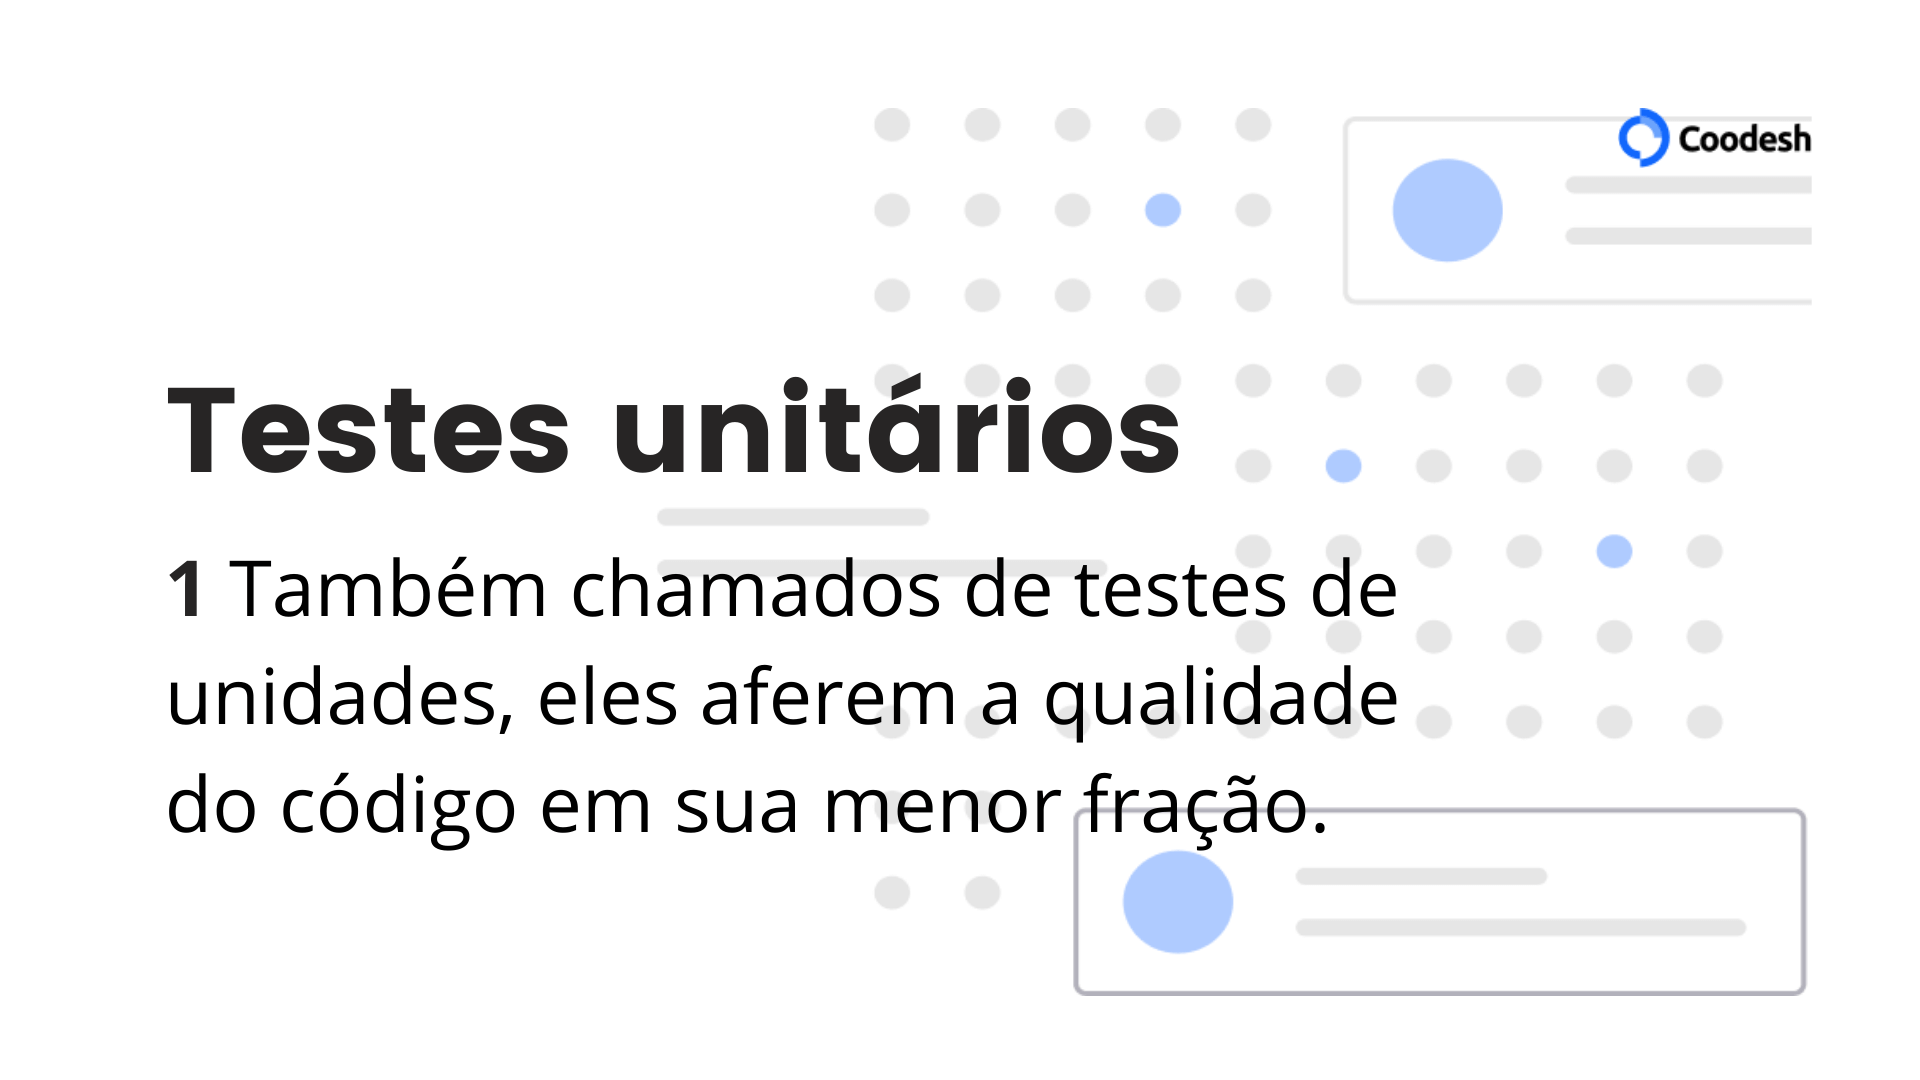 Coodesh
Testes unitários
1 Também chamados de testes de
unidades, eles aferem a qualidade
do código em sua menor fração.